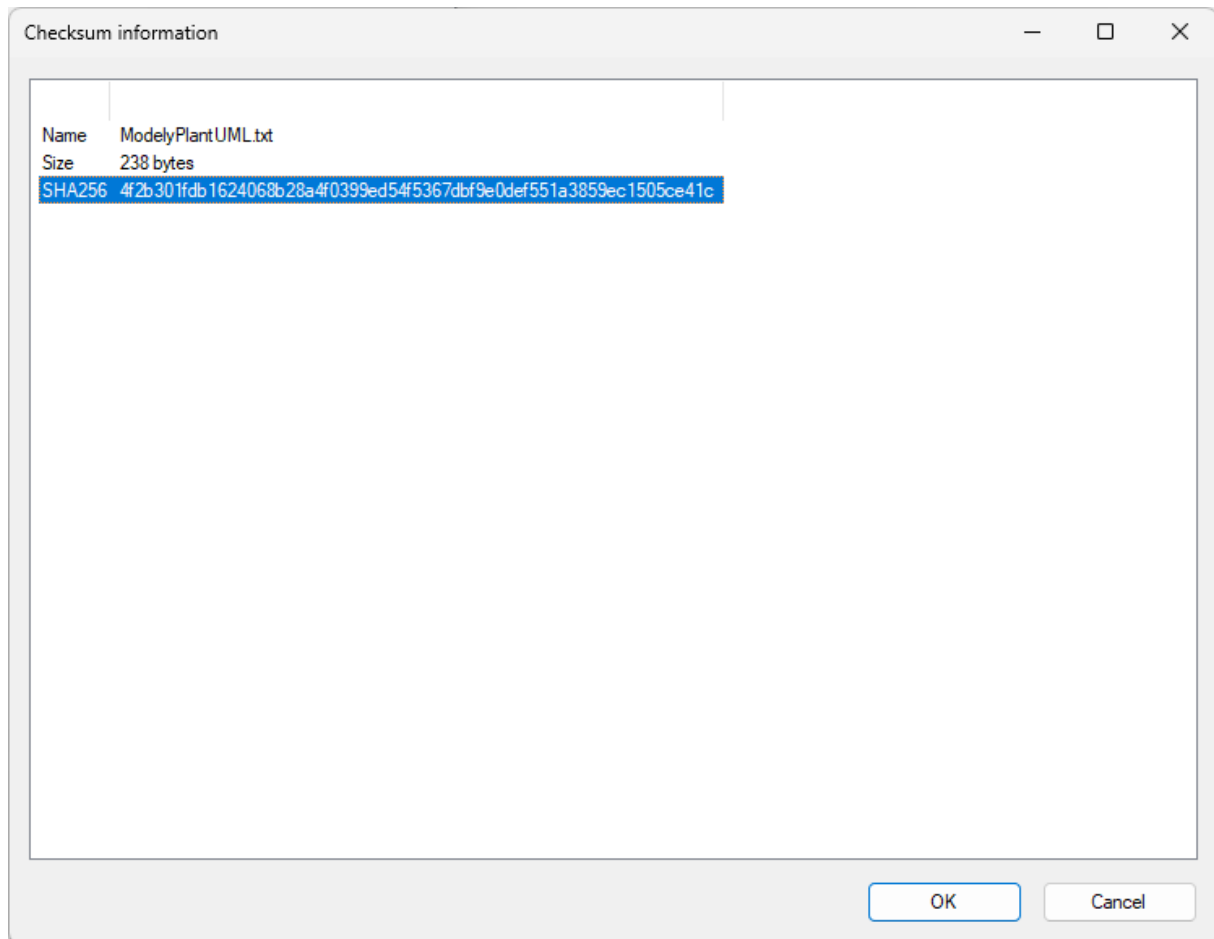 Checksum information
Name ModelyPlantUML.txt
Size 238 bytes
SHA256 4f2b301fdb1624068b28a4f0399ed54f5367dbf9e0def551a3859ec1505ce41c
OK Cancel